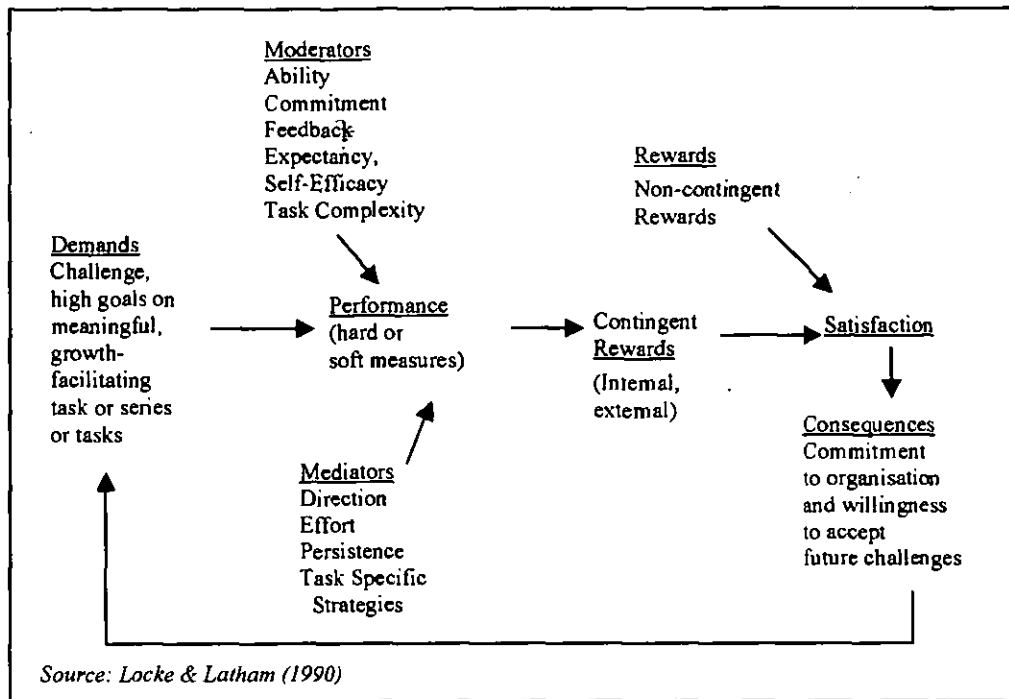 Moderators
Ability
Commitment
Feedback
Expectancy,
Self-Efficacy
Task Complexity
Rewards
Non-contingent
Rewards
Demands
Challenge,
high goals on
meaningful,
growth-
facilitating
task or series
or tasks
Performance
(hard or
soft measures)
Contingent
Rewards
(Internal,
external)
Satisfaction
Mediators
Direction
Effort
Persistence
Task Specific
Strategies
Consequences
Commitment
to organisation
and willingness
to accept
future challenges
Source: Locke & Latham (1990)